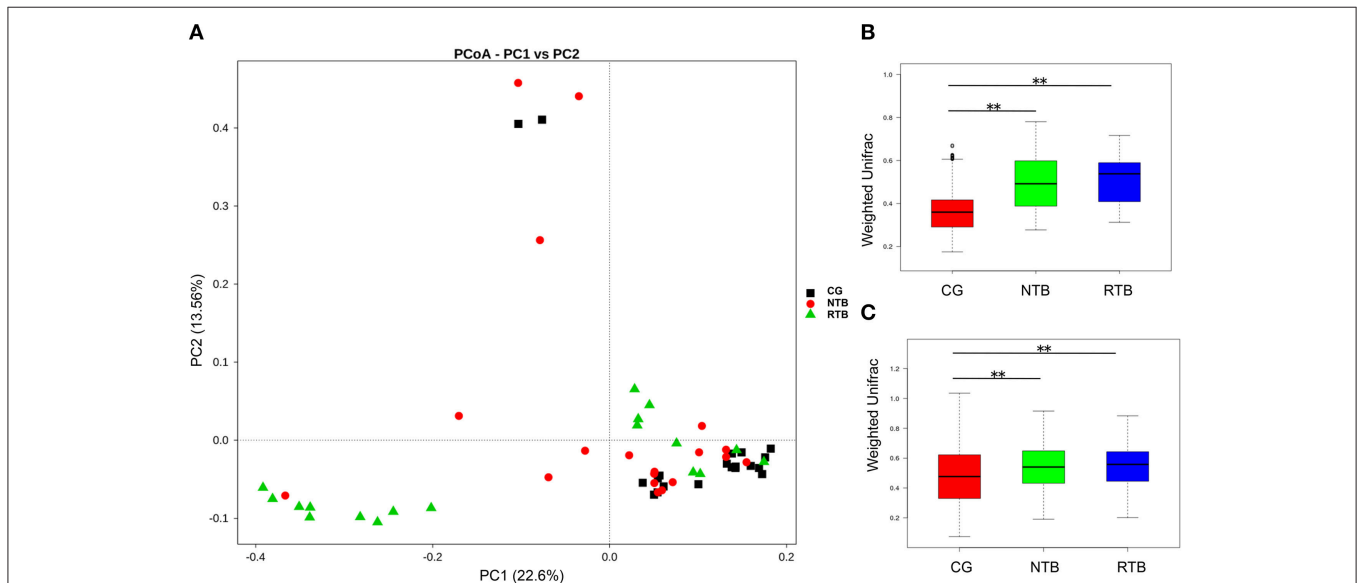 A
PCoA - PC1 vs PC2
PC2 (13.56%)
0.4
0.3
0.2
0.1
0.0
-0.1
-0.4
-0.2
0.0
0.2
PC1 (22.6%)
CG
NTB
RTB
B
Weighted Unifrac
1.0
0.8
0.6
0.4
0.2
**
**
CG NTB RTB
C
Weighted Unifrac
1.2
1.0
0.8
0.6
0.4
0.2
**
**
CG NTB RTB